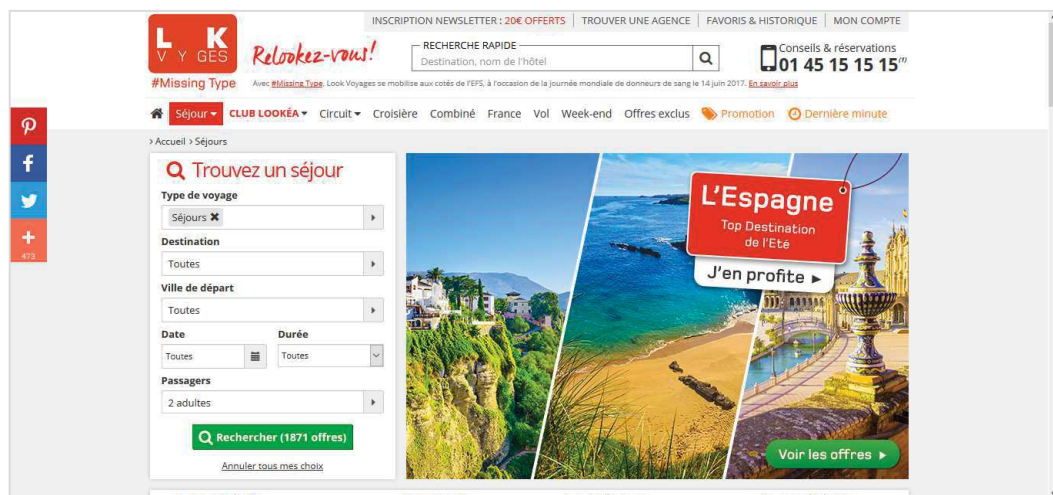 INSCRIPTION NEWSLETTER : 20€ OFFERTS | TROUVER UNE AGENCE | FAVORIS & HISTORIQUE | MON COMPTE
L K
V Y GES
#Missing Type
Relookez-vous!
RECHERCHE RAPIDE
Destination, nom de l'hôtel
Conseils & réservations
01 45 15 15 15 (1)
Avec #Missing Type, Look Voyages se mobilise aux cotés de l'EFS, à l'occasion de la journée mondiale de donneurs de sang le 14 juin 2017. En savoir plus
Séjour CLUB LOOKÉA Circuit Croisière Combiné France Vol Week-end Offres exclus Promotion Dernière minute
> Accueil > Séjours
473
Trouvez un séjour
Type de voyage
Séjours ✖
Destination
Toutes
Ville de départ
Toutes
Date Durée
Toutes Toutes
Passagers
2 adultes
Rechercher (1871 offres)
Annuler tous mes choix
L'Espagne
Top Destination
de l'Eté
J'en profite ►
Voir les offres ►